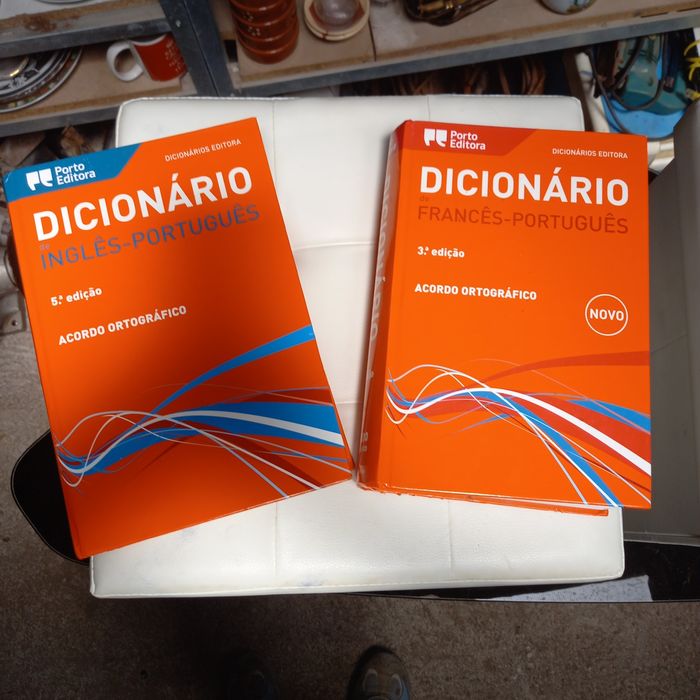 Porto
Editora
DICIONÁRIOS EDITORA
DICIONÁRIO
de
INGLÊS-PORTUGUÊS
5.ª edição
ACORDO ORTOGRÁFICO
Porto
Editora
DICIONÁRIOS EDITORA
DICIONÁRIO
de
FRANCÊS-PORTUGUÊS
3.ª edição
ACORDO ORTOGRÁFICO
NOVO